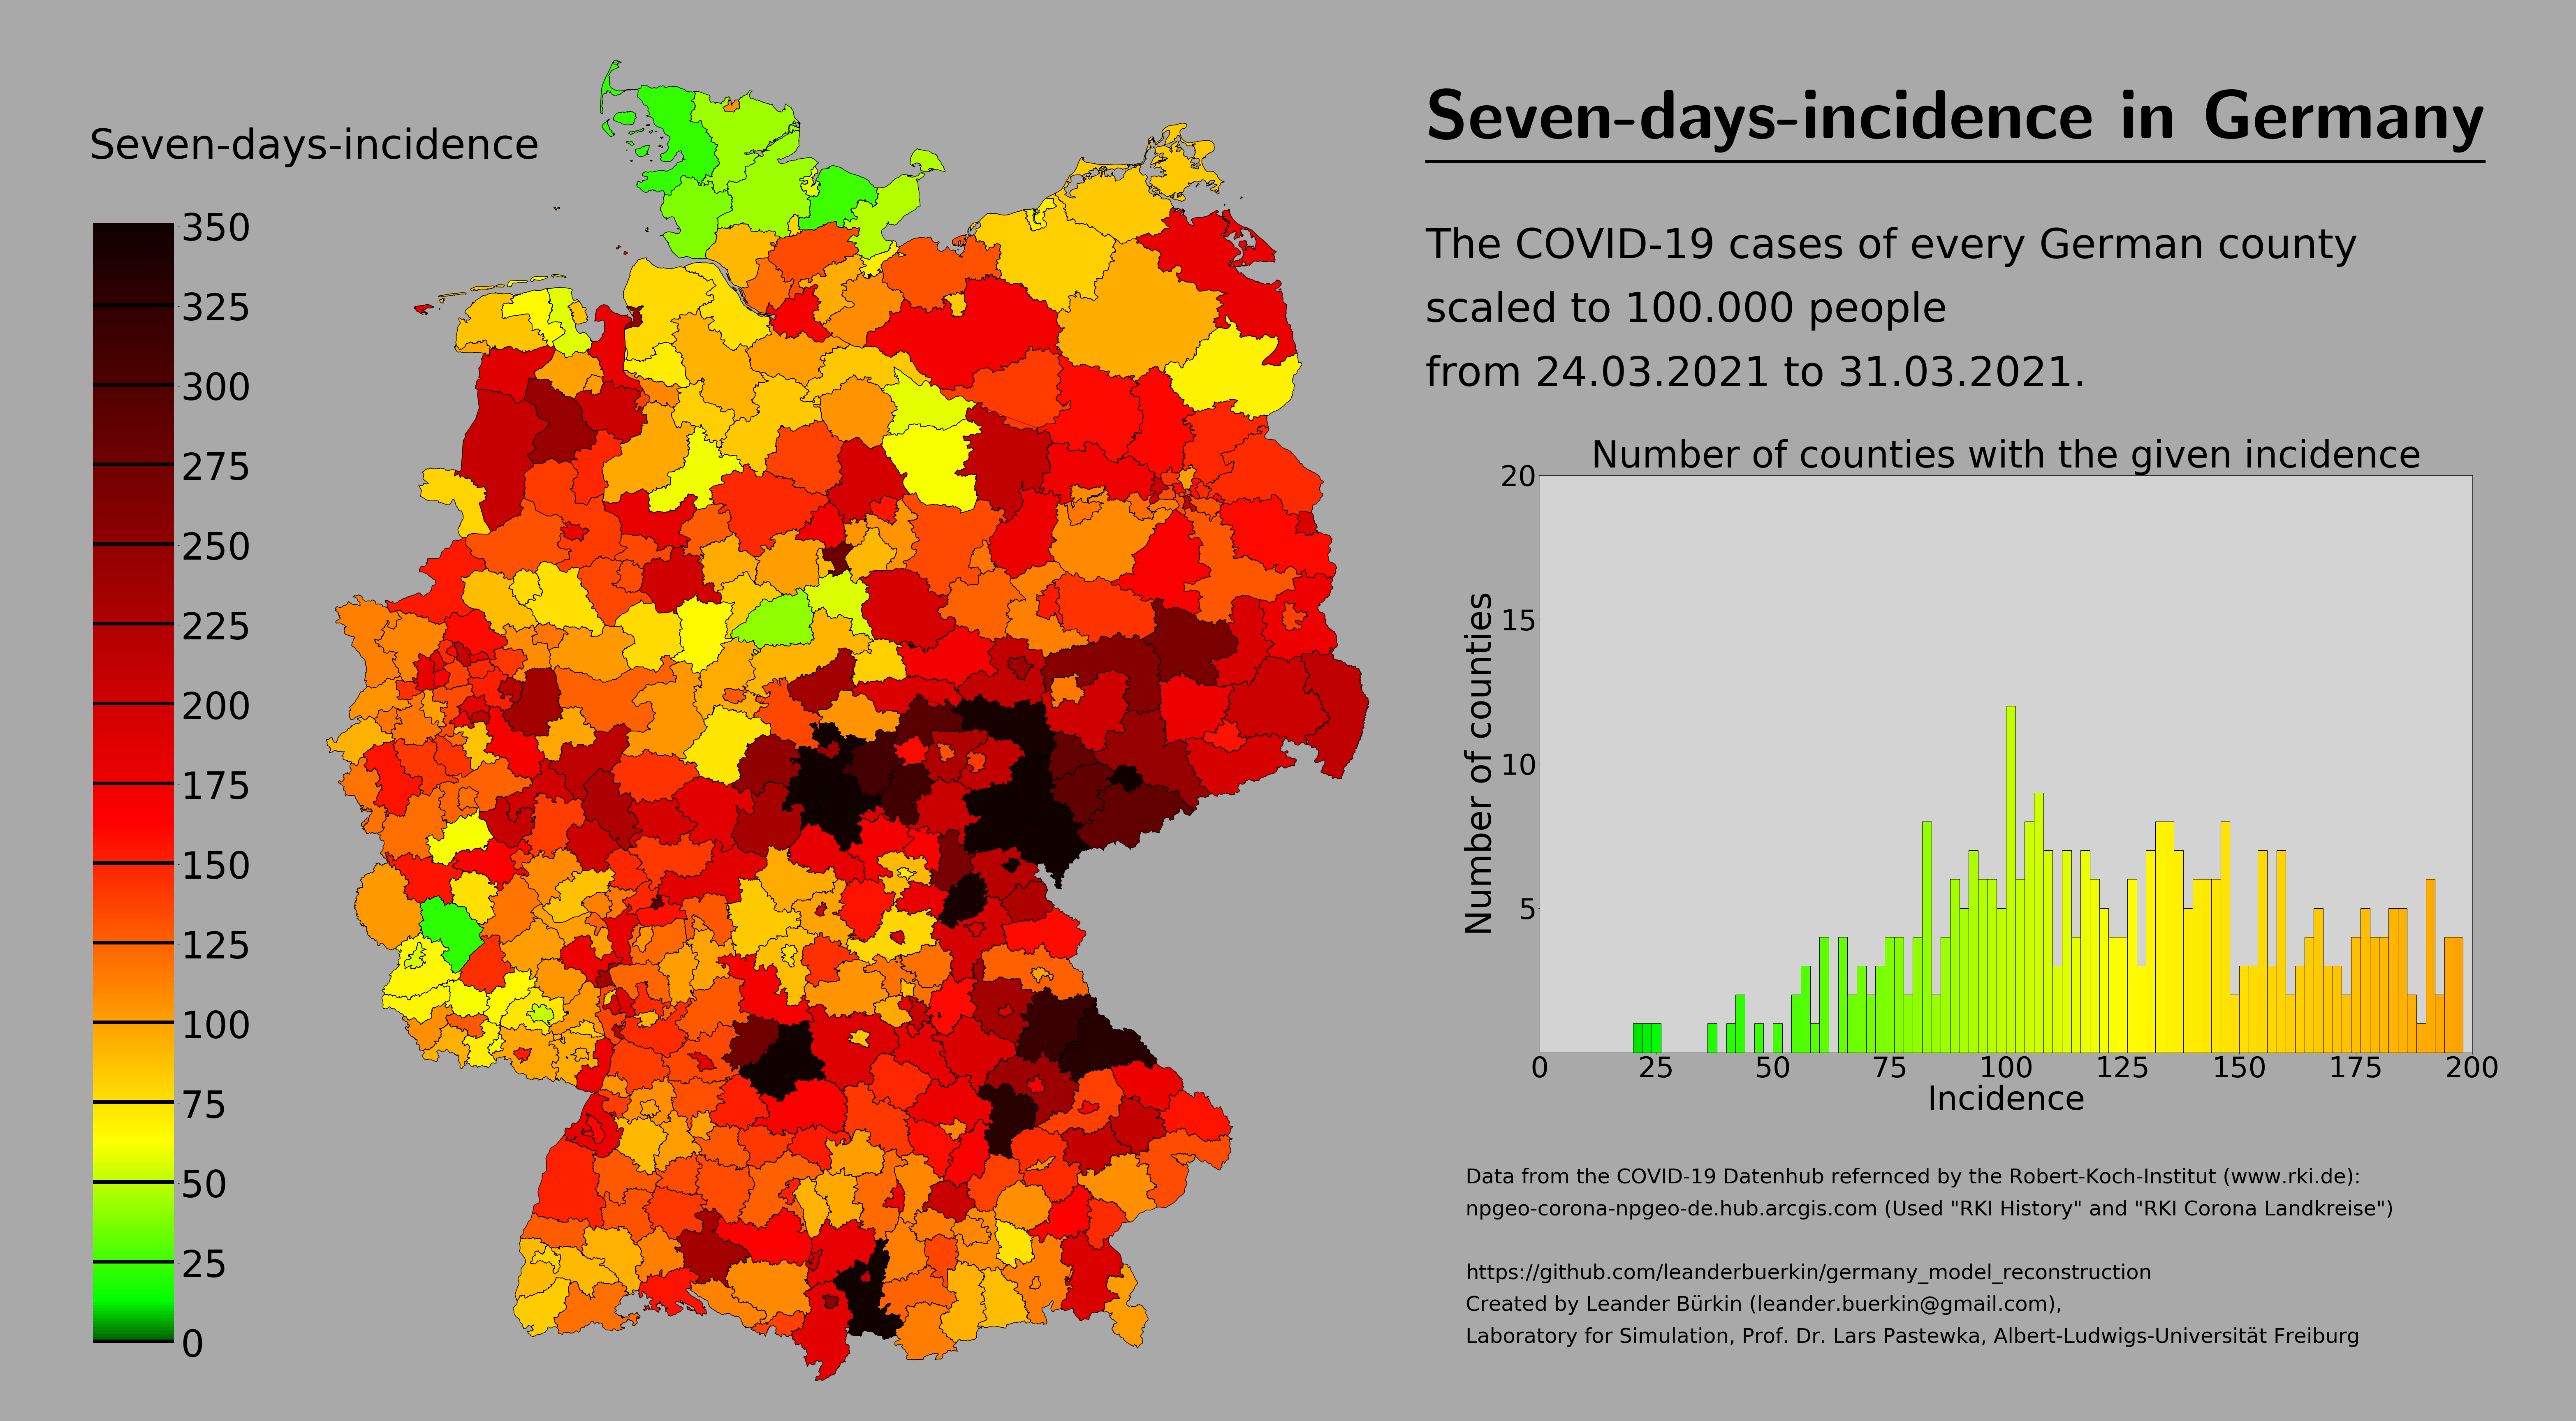 Seven-days-incidence
350
325
300
275
250
225
200
175
150
125
100
75
50
25
0
Seven-days-incidence in Germany
The COVID-19 cases of every German county
scaled to 100.000 people
from 24.03.2021 to 31.03.2021.
Number of counties with the given incidence
Number of counties
20
15
10
5
0 25 50 75 100 125 150 175 200
Incidence
Data from the COVID-19 Datenhub refernced by the Robert-Koch-Institut (www.rki.de):
npgeo-corona-npgeo-de.hub.arcgis.com (Used "RKI History" and "RKI Corona Landkreise")
https://github.com/leanderbuerkin/germany_model_reconstruction
Created by Leander Bürkin (leander.buerkin@gmail.com),
Laboratory for Simulation, Prof. Dr. Lars Pastewka, Albert-Ludwigs-Universität Freiburg